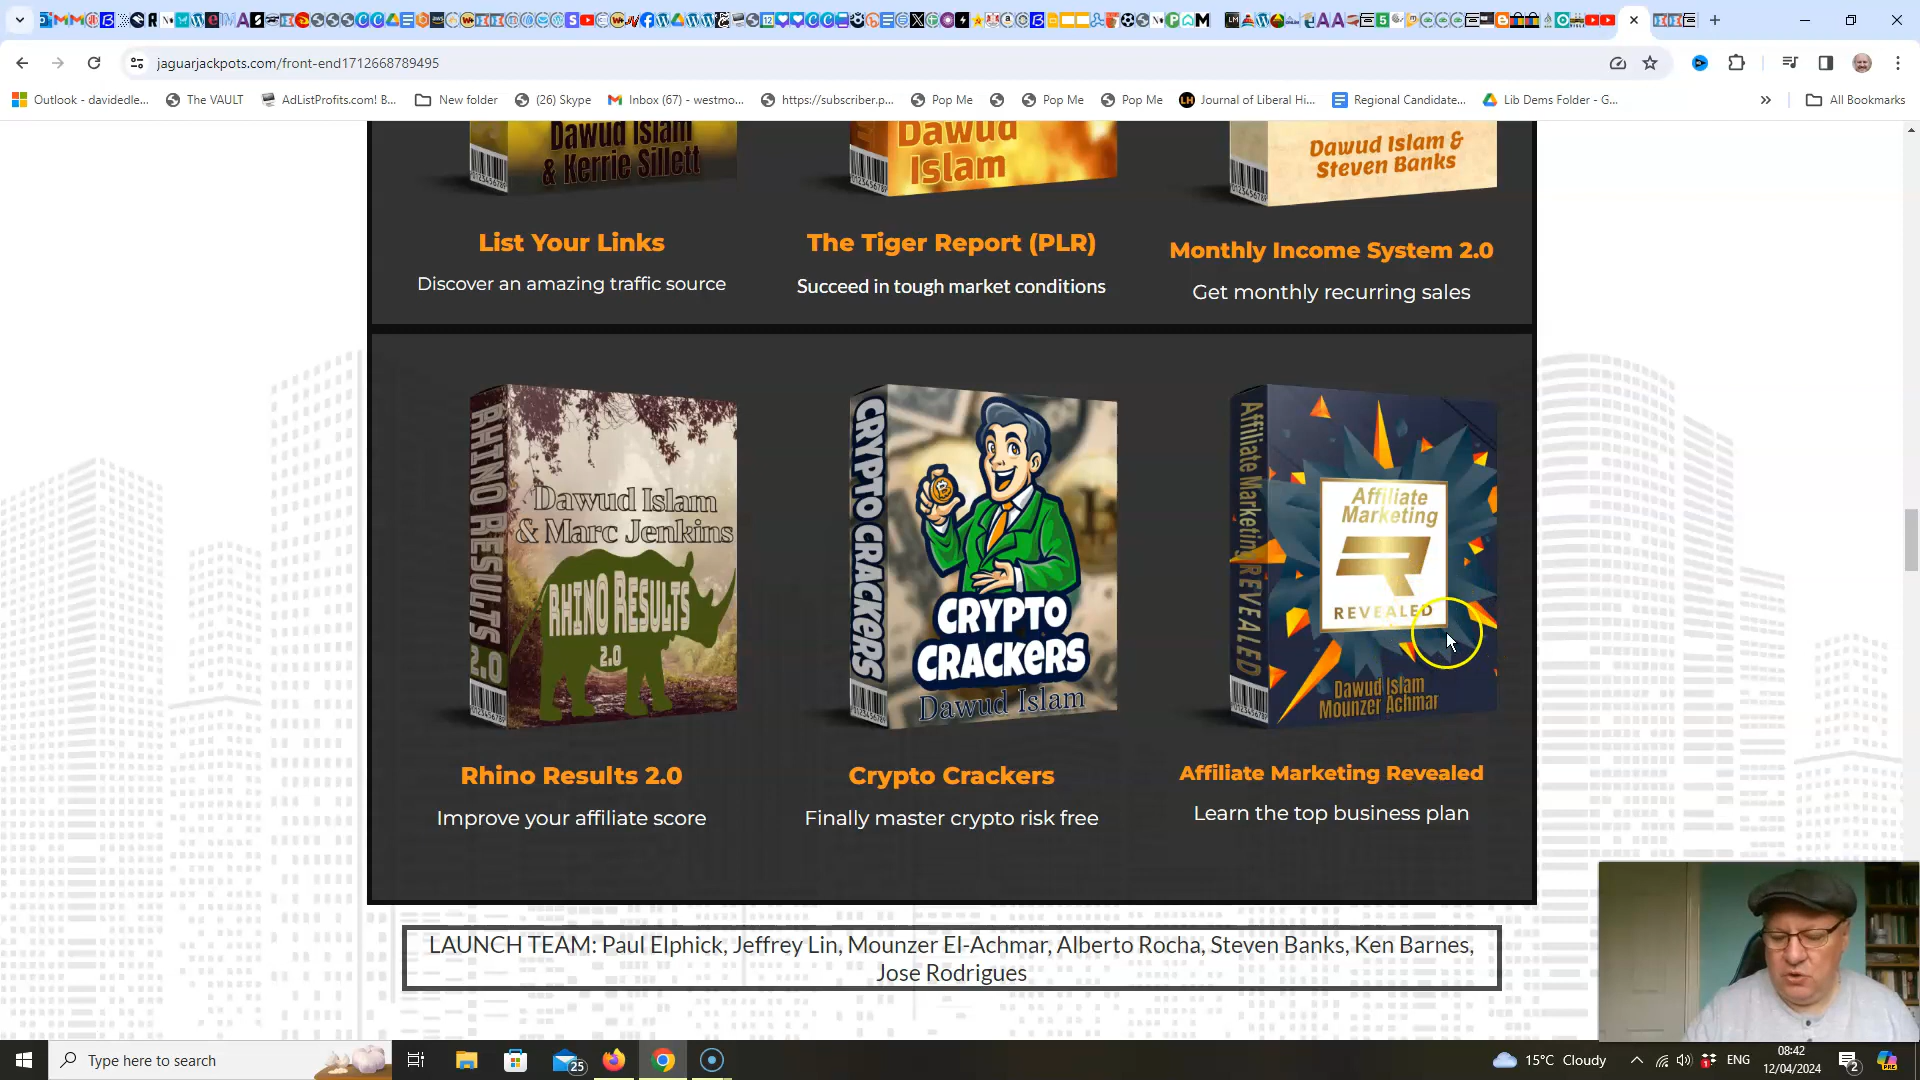 jaguarjackpots.com/front-end1712668789495
Outlook - davidedle...
The VAULT
AdListProfits.com! B...
New folder
(26) Skype
Inbox (67) - westmo...
https://subscriber.p...
Pop Me
Pop Me
Pop Me
Journal of Liberal Hi...
Regional Candidate...
Lib Dems Folder - G...
»
All Bookmarks
Dawud Islam
& Kerrie Sillett
Dawud
Islam
Dawud Islam &
Steven Banks
List Your Links
The Tiger Report (PLR)
Monthly Income System 2.0
Discover an amazing traffic source
Succeed in tough market conditions
Get monthly recurring sales
RHINO RESULTS 2.0
Dawud Islam
& Marc Jenkins
RHINO RESULTS
2.0
CRYPTO CRACKERS
CRYPTO
CRACKERS
Dawud Islam
Affiliate Marketing REVEALED
Affiliate
Marketing
R
REVEALED
Dawud Islam
Mounzer Achmar
Rhino Results 2.0
Crypto Crackers
Affiliate Marketing Revealed
Improve your affiliate score
Finally master crypto risk free
Learn the top business plan
LAUNCH TEAM: Paul Elphick, Jeffrey Lin, Mounzer El-Achmar, Alberto Rocha, Steven Banks, Ken Barnes,
Jose Rodrigues
Type here to search
25
15°C Cloudy
ENG
08:42
12/04/2024
2